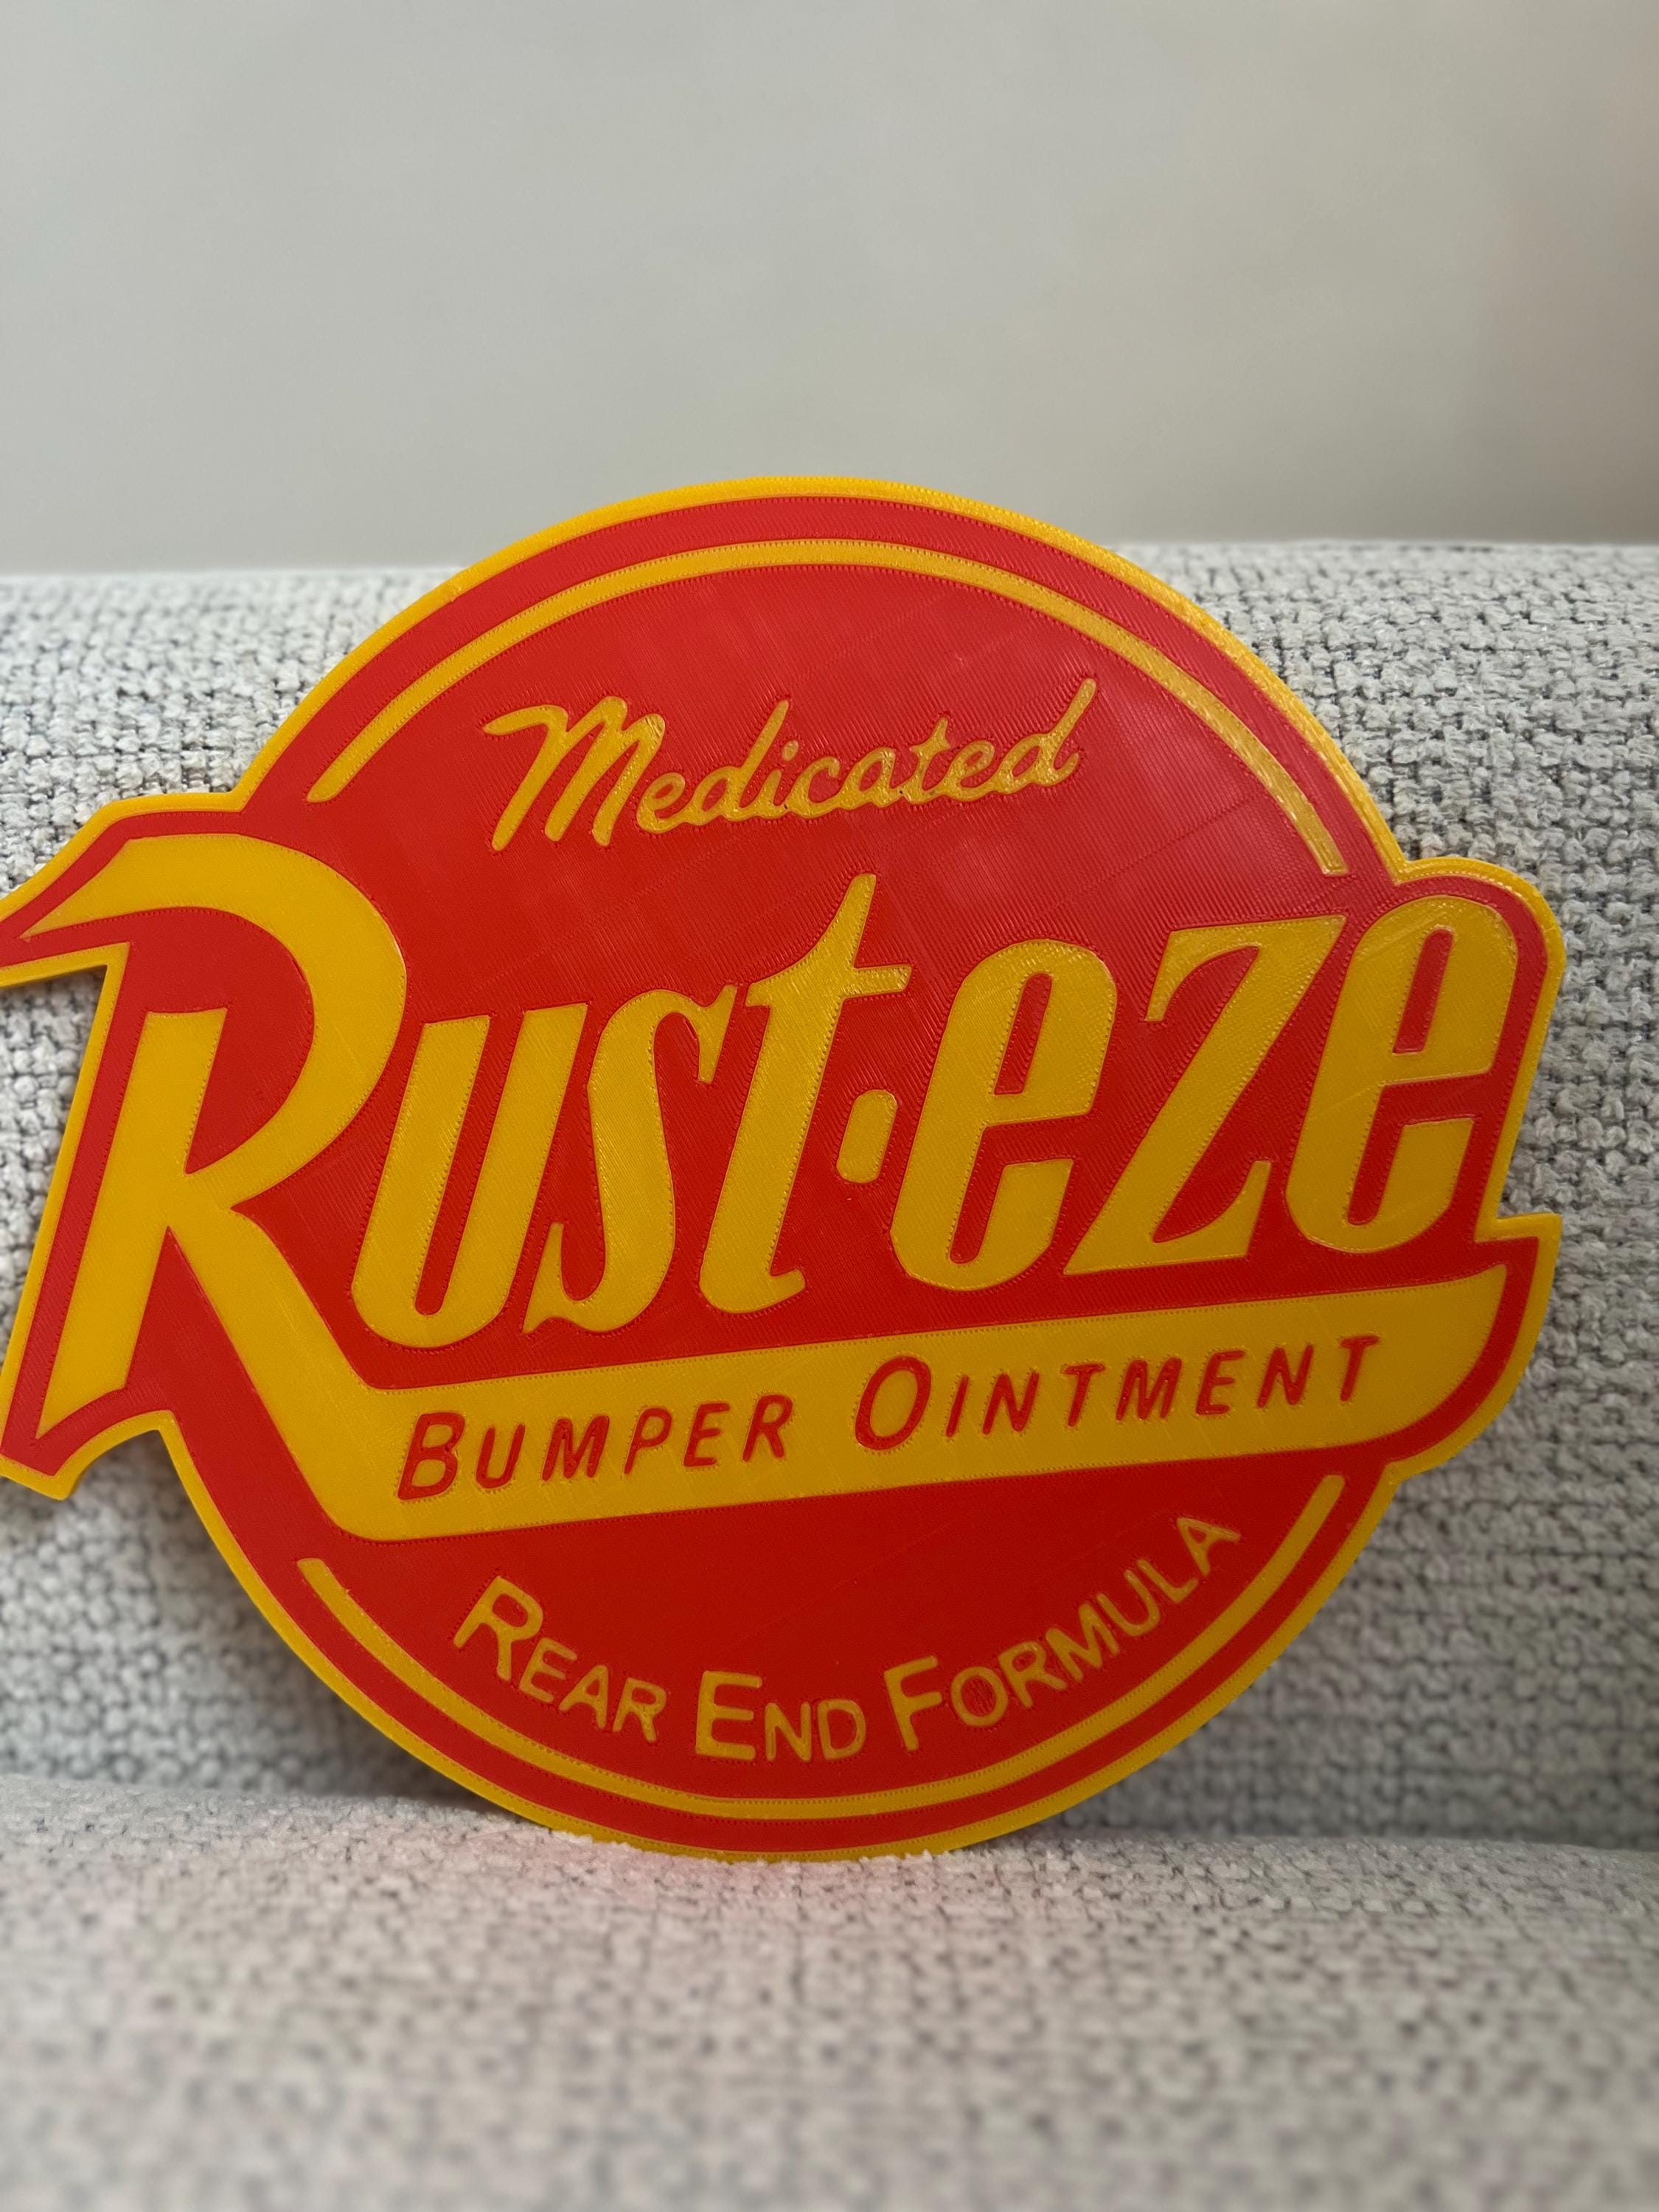 Medicated
Rust·eze
BUMPER OINTMENT
REAR END FORMULA